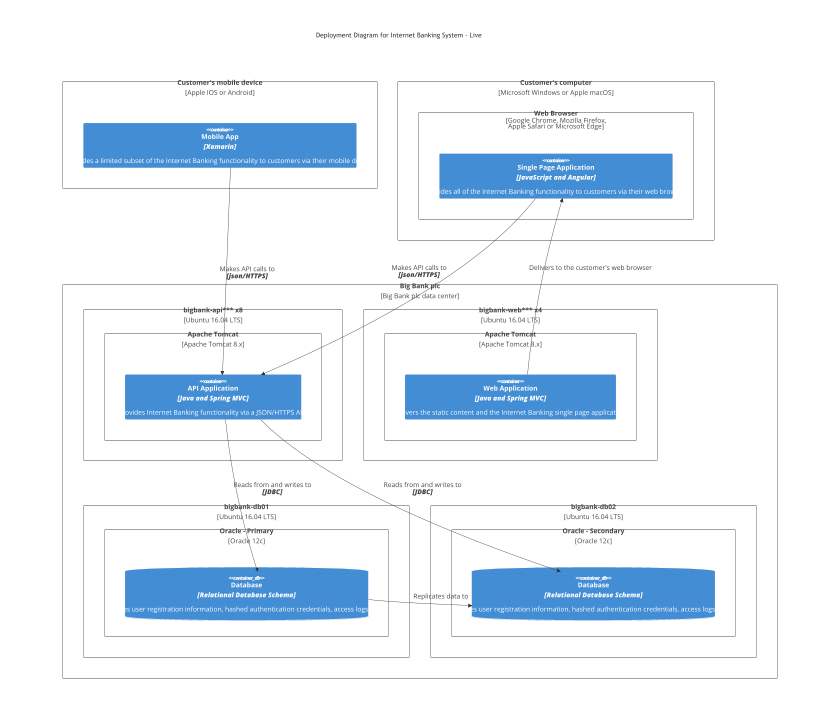 Deployment Diagram for Internet Banking System - Live
Customer's mobile device
[Apple IOS or Android]
<<container>>
Mobile App
[Xamarin]
des a limited subset of the Internet Banking functionality to customers via their mobile de
Customer's computer
[Microsoft Windows or Apple macOS]
Web Browser
[Google Chrome, Mozilla Firefox,
Apple Safari or Microsoft Edge]
<<container>>
Single Page Application
[JavaScript and Angular]
ides all of the Internet Banking functionality to customers via their web brow
Makes API calls to
[json/HTTPS]
Makes API calls to
[json/HTTPS]
Delivers to the customer's web browser
Big Bank plc
[Big Bank plc data center]
bigbank-api*** x8
[Ubuntu 16.04 LTS]
Apache Tomcat
[Apache Tomcat 8.x]
<<container>>
API Application
[Java and Spring MVC]
ovides Internet Banking functionality via a JSON/HTTPS A
bigbank-web*** x4
[Ubuntu 16.04 LTS]
Apache Tomcat
[Apache Tomcat 8.x]
<<container>>
Web Application
[Java and Spring MVC]
vers the static content and the Internet Banking single page applicat
Reads from and writes to
[JDBC]
Reads from and writes to
[JDBC]
bigbank-db01
[Ubuntu 16.04 LTS]
Oracle - Primary
[Oracle 12c]
<<container_db>>
Database
[Relational Database Schema]
es user registration information, hashed authentication credentials, access logs,
Replicates data to
bigbank-db02
[Ubuntu 16.04 LTS]
Oracle - Secondary
[Oracle 12c]
<<container_db>>
Database
[Relational Database Schema]
es user registration information, hashed authentication credentials, access logs,